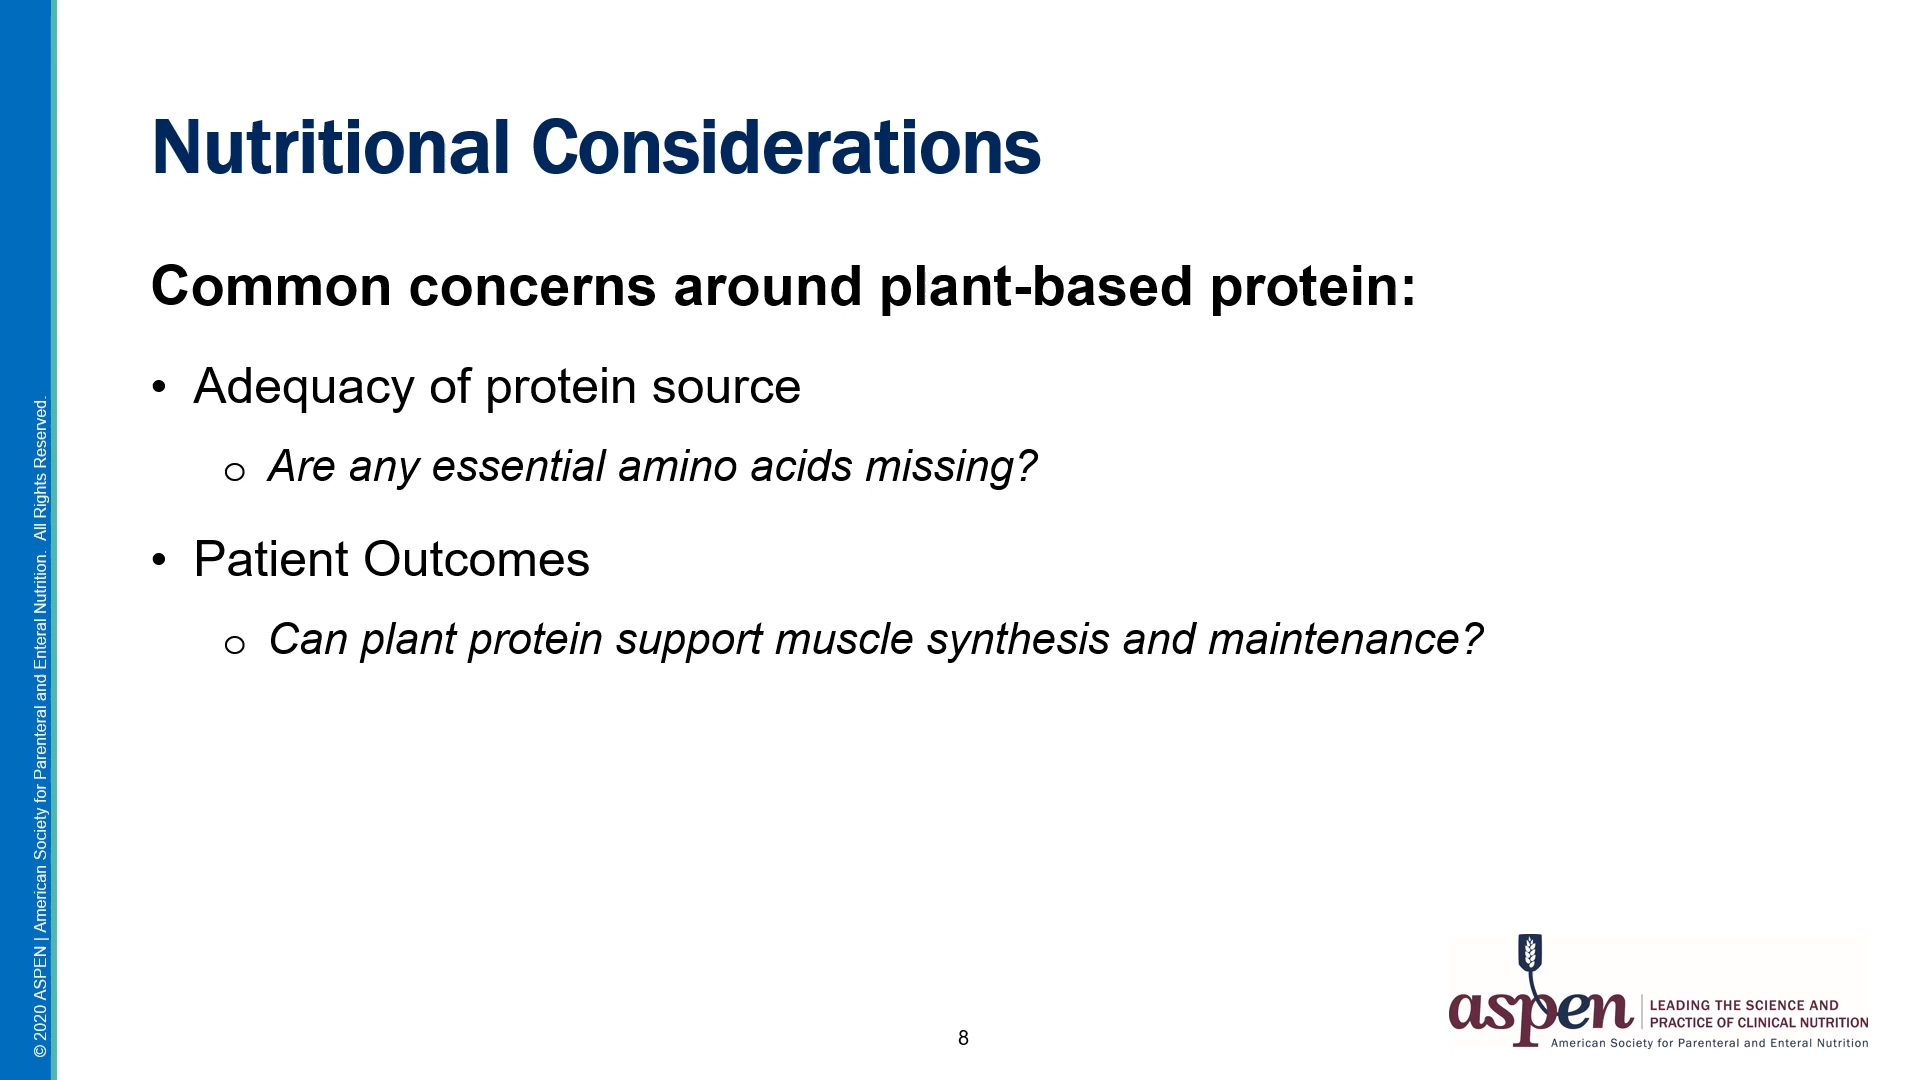 Nutritional Considerations
Common concerns around plant-based protein:
• Adequacy of protein source
o Are any essential amino acids missing?
• Patient Outcomes
o Can plant protein support muscle synthesis and maintenance?
© 2020 ASPEN | American Society for Parenteral and Enteral Nutrition. All Rights Reserved.
8
aspen
LEADING THE SCIENCE AND
PRACTICE OF CLINICAL NUTRITION
American Society for Parenteral and Enteral Nutrition